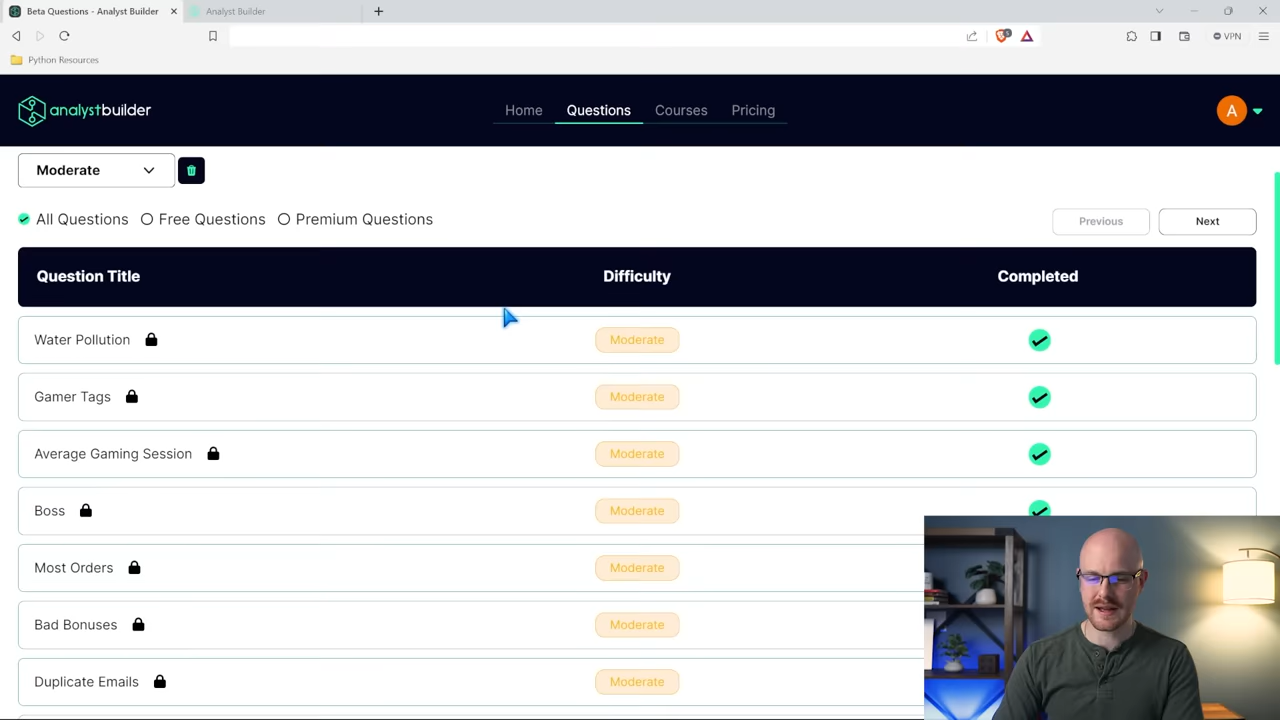 Beta Questions - Analyst Builder
Analyst Builder
VPN
Python Resources
analystbuilder
Home
Questions
Courses
Pricing
A
Moderate
All Questions
Free Questions
Premium Questions
Previous
Next
Question Title
Difficulty
Completed
Water Pollution
Moderate
Gamer Tags
Moderate
Average Gaming Session
Moderate
Boss
Moderate
Most Orders
Moderate
Bad Bonuses
Moderate
Duplicate Emails
Moderate